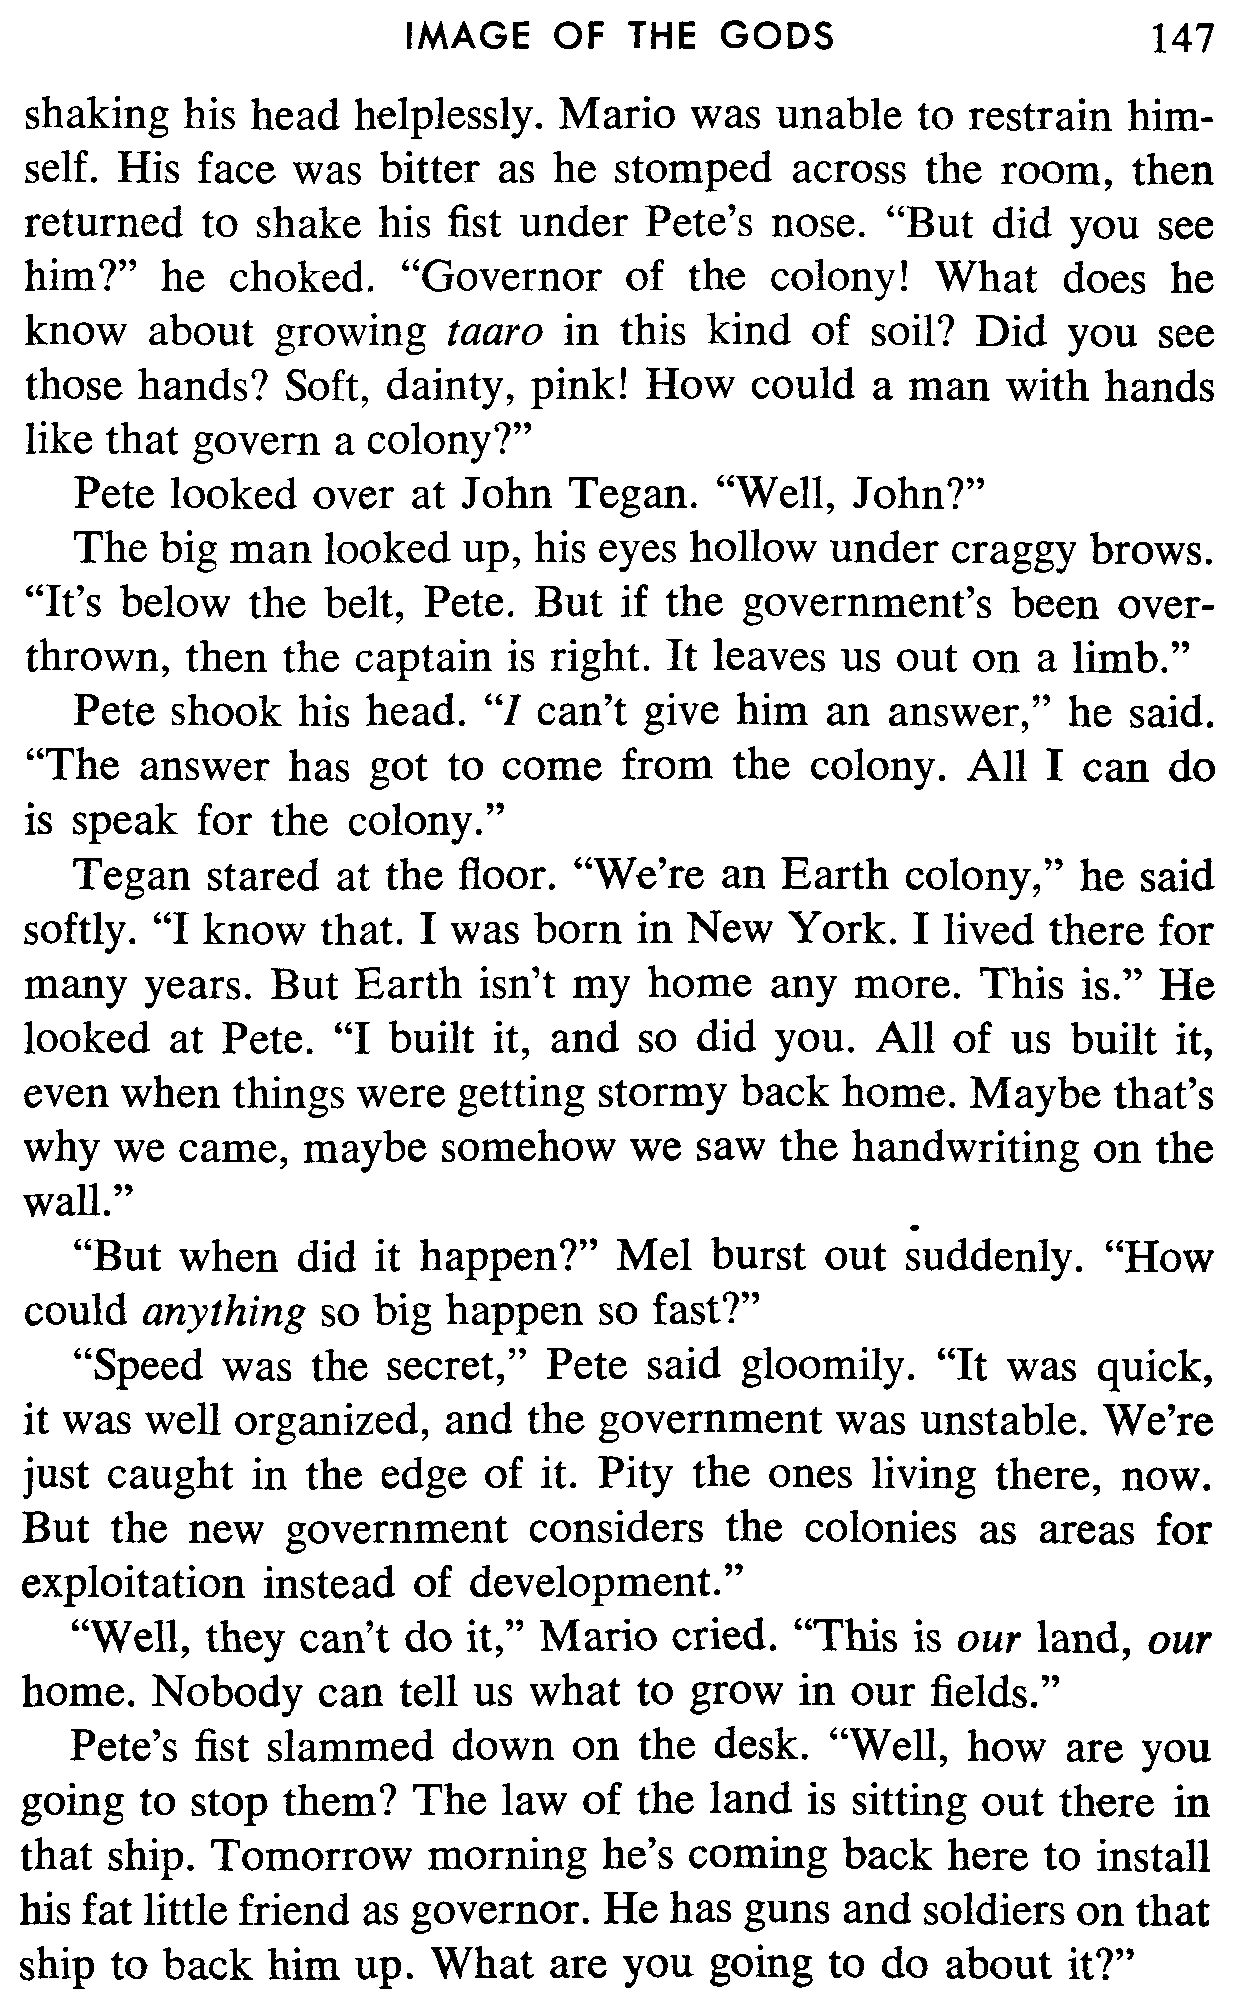 IMAGE OF THE GODS 147
shaking his head helplessly. Mario was unable to restrain him-
self. His face was bitter as he stomped across the room, then
returned to shake his fist under Pete's nose. “But did you see
him?” he choked. “Governor of the colony! What does he
know about growing taaro in this kind of soil? Did you see
those hands? Soft, dainty, pink! How could a man with hands
like that govern a colony?”
Pete looked over at John Tegan. “Well, John?”
The big man looked up, his eyes hollow under craggy brows.
“It's below the belt, Pete. But if the government's been over-
thrown, then the captain is right. It leaves us out on a limb.”
Pete shook his head. “I can't give him an answer,” he said.
“The answer has got to come from the colony. All I can do
is speak for the colony.”
Tegan stared at the floor. “We're an Earth colony,” he said
softly. “I know that. I was born in New York. I lived there for
many years. But Earth isn't my home any more. This is.” He
looked at Pete. “I built it, and so did you. All of us built it,
even when things were getting stormy back home. Maybe that's
why we came, maybe somehow we saw the handwriting on the
wall.”
“But when did it happen?” Mel burst out suddenly. “How
could anything so big happen so fast?”
“Speed was the secret,” Pete said gloomily. “It was quick,
it was well organized, and the government was unstable. We're
just caught in the edge of it. Pity the ones living there, now.
But the new government considers the colonies as areas for
exploitation instead of development.”
“Well, they can't do it,” Mario cried. “This is our land, our
home. Nobody can tell us what to grow in our fields.”
Pete's fist slammed down on the desk. “Well, how are you
going to stop them? The law of the land is sitting out there in
that ship. Tomorrow morning he's coming back here to install
his fat little friend as governor. He has guns and soldiers on that
ship to back him up. What are you going to do about it?”